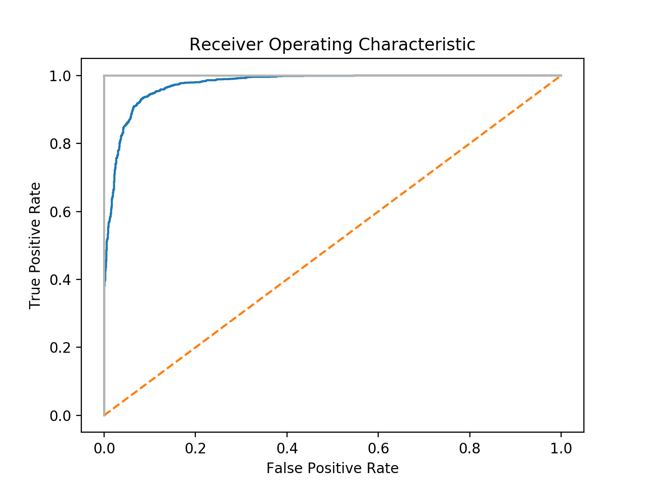 Receiver Operating Characteristic
True Positive Rate
1.0
0.8
0.6
0.4
0.2
0.0
0.0 0.2 0.4 0.6 0.8 1.0
False Positive Rate